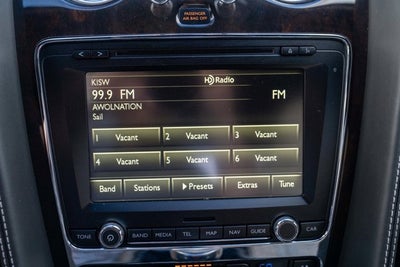 PASSENGER
AIR BAG OFF
KISW HD Radio
99.9 FM FM
AWOLNATION
Sail
1 Vacant 2 Vacant 3 Vacant
4 Vacant 5 Vacant 6 Vacant
Band Stations Presets Extras Tune
TONE BAND MEDIA TEL MAP NAV GUIDE CAR